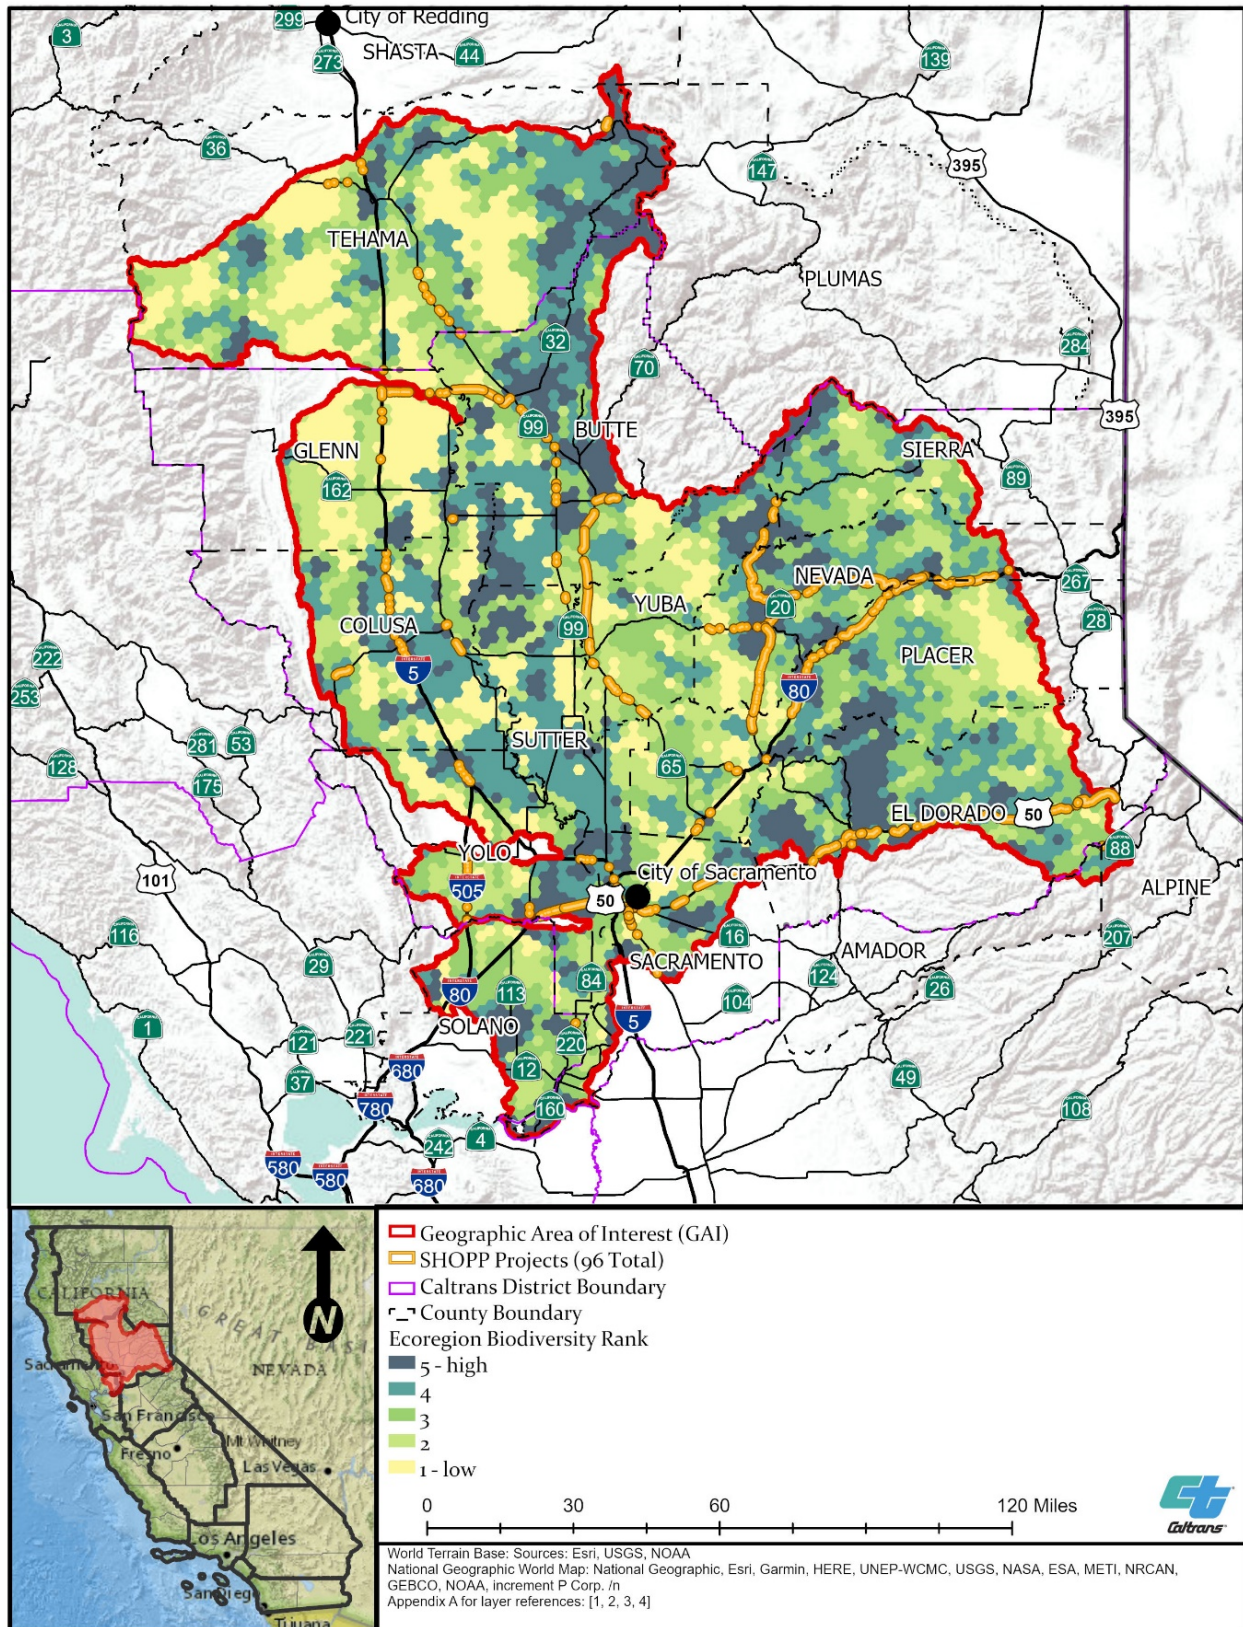 299
City of Redding
3
SHASTA
44
139
273
36
147
395
TEHAMA
PLUMAS
32
284
70
395
99
BUTTE
GLENN
SIERRA
89
162
NEVADA
267
YUBA
20
99
28
COLUSA
222
PLACER
5
80
253
281
53
SUTTER
128
65
175
EL DORADO
50
YOLO
88
101
505
City of Sacramento
50
ALPINE
116
16
207
AMADOR
29
SACRAMENTO
84
124
26
80
113
104
1
SOLANO
5
221
121
220
680
12
49
37
780
160
108
4
242
580
580
680
CALIFORNIA
GREAT BASIN
N
NEVADA
Sacramento
San Francisco
Mt Whitney
Fresno
Las Vegas
Los Angeles
San Diego
Tijuana
Geographic Area of Interest (GAI)
SHOPP Projects (96 Total)
Caltrans District Boundary
County Boundary
Ecoregion Biodiversity Rank
5 - high
4
3
2
1 - low
0 30 60 120 Miles
Caltrans
World Terrain Base: Sources: Esri, USGS, NOAA
National Geographic World Map: National Geographic, Esri, Garmin, HERE, UNEP-WCMC, USGS, NASA, ESA, METI, NRCAN,
GEBCO, NOAA, increment P Corp. /n
Appendix A for layer references: [1, 2, 3, 4]